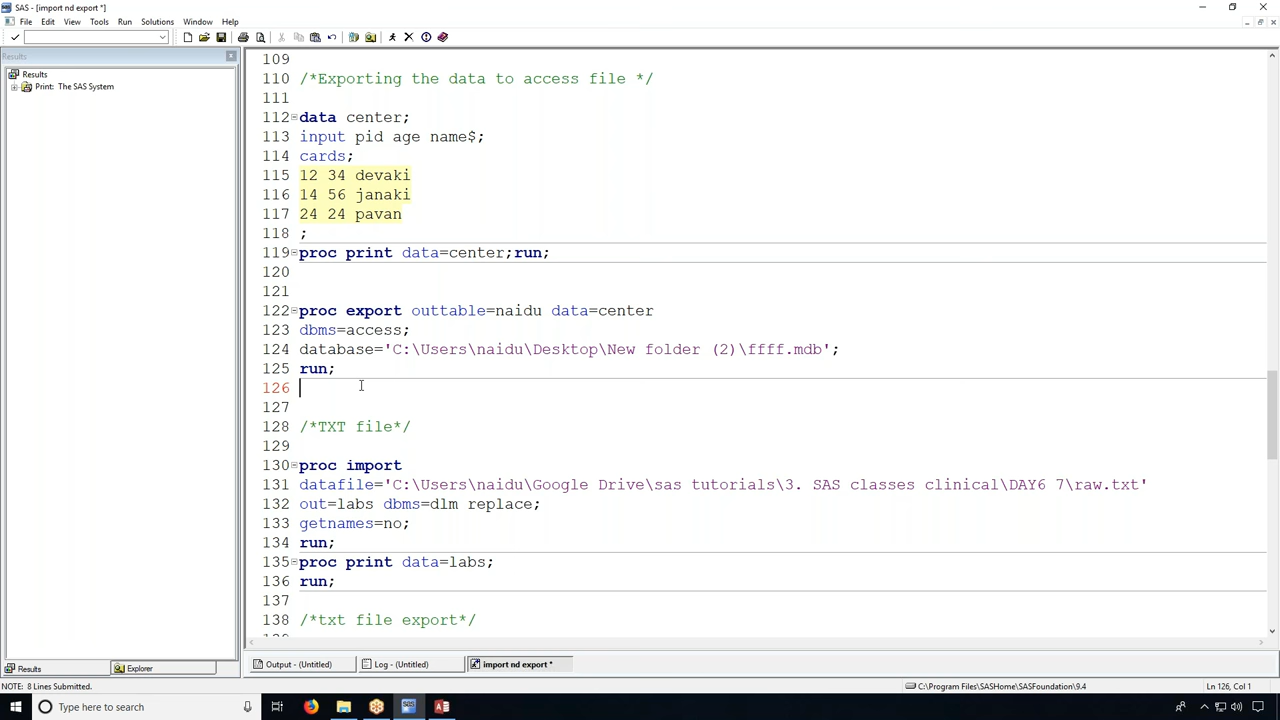 SAS - [import nd export *]
File Edit View Tools Run Solutions Window Help
Results
Results
Print: The SAS System
109
110 /*Exporting the data to access file */
111
112 data center;
113 input pid age name$;
114 cards;
115 12 34 devaki
116 14 56 janaki
117 24 24 pavan
118 ;
119 proc print data=center;run;
120
121
122 proc export outtable=naidu data=center
123 dbms=access;
124 database='C:\Users\naidu\Desktop\New folder (2)\ffff.mdb';
125 run;
126
127
128 /*TXT file*/
129
130 proc import
131 datafile='C:\Users\naidu\Google Drive\sas tutorials\3. SAS classes clinical\DAY6 7\raw.txt'
132 out=labs dbms=dlm replace;
133 getnames=no;
134 run;
135 proc print data=labs;
136 run;
137
138 /*txt file export*/
Results Explorer Output - (Untitled) Log - (Untitled) import nd export *
NOTE: 8 Lines Submitted. C:\Program Files\SASHome\SASFoundation\9.4 Ln 126, Col 1
Type here to search